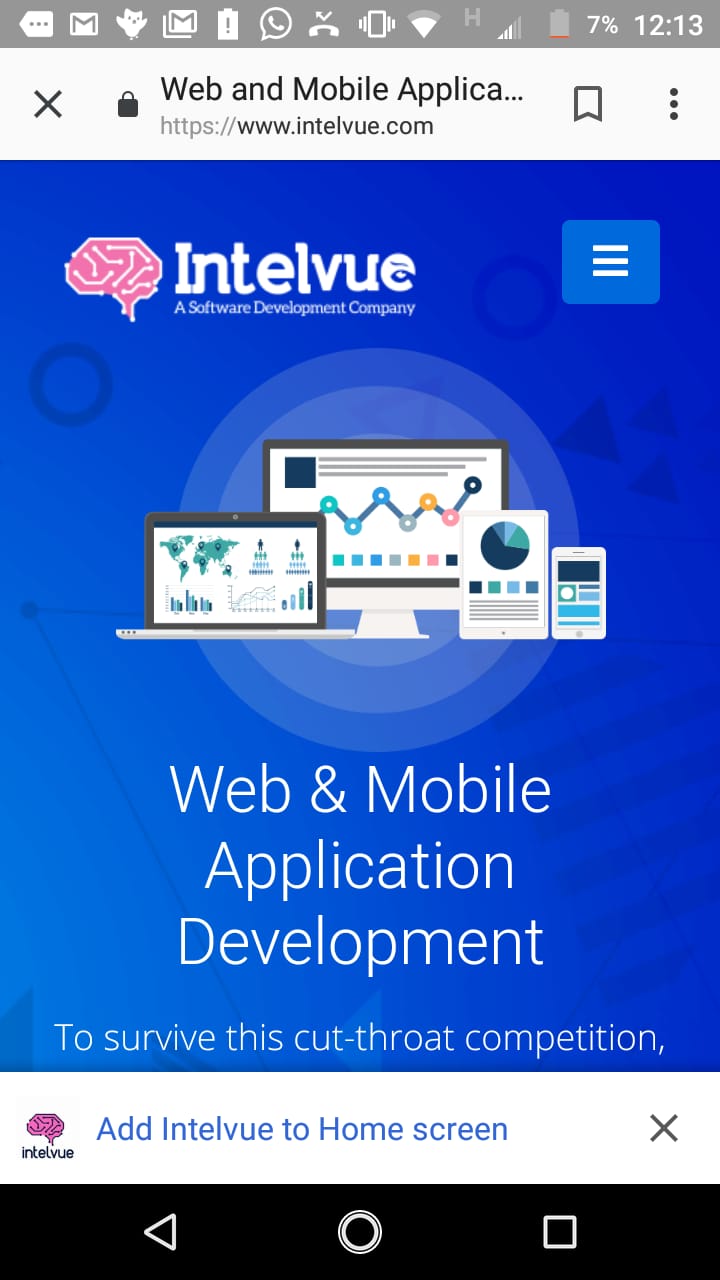 H
7% 12:13
Web and Mobile Applica...
https://www.intelvue.com
Intelvue
A Software Development Company
Web & Mobile
Application
Development
To survive this cut-throat competition,
Add Intelvue to Home screen
intelvue